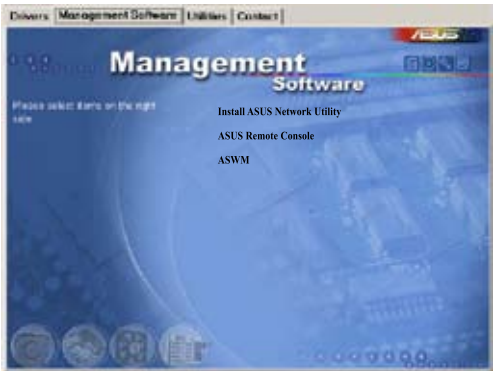 Drivers Management Software Utilities Contact
ASUS
Management
Software
Please select items on the right
side
Install ASUS Network Utility
ASUS Remote Console
ASWM